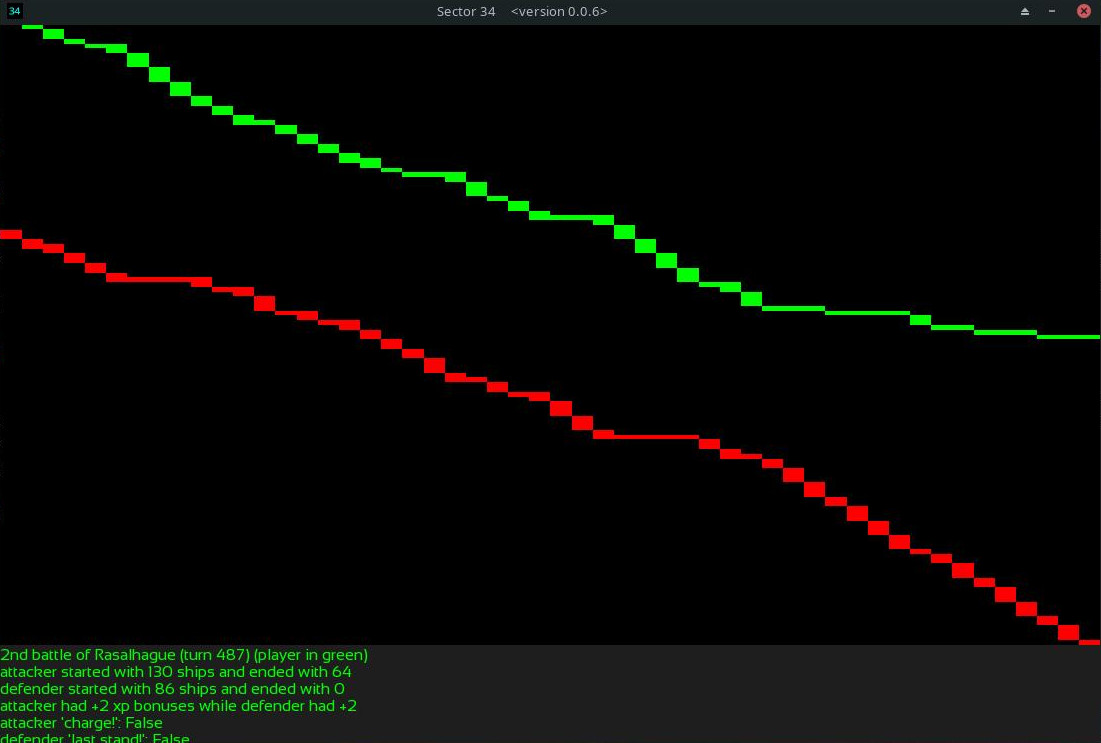 34
Sector 34 <version 0.0.6>
2nd battle of Rasalhague (turn 487) (player in green)
attacker started with 130 ships and ended with 64
defender started with 86 ships and ended with 0
attacker had +2 xp bonuses while defender had +2
attacker 'charge!': False
defender 'last stand!': False